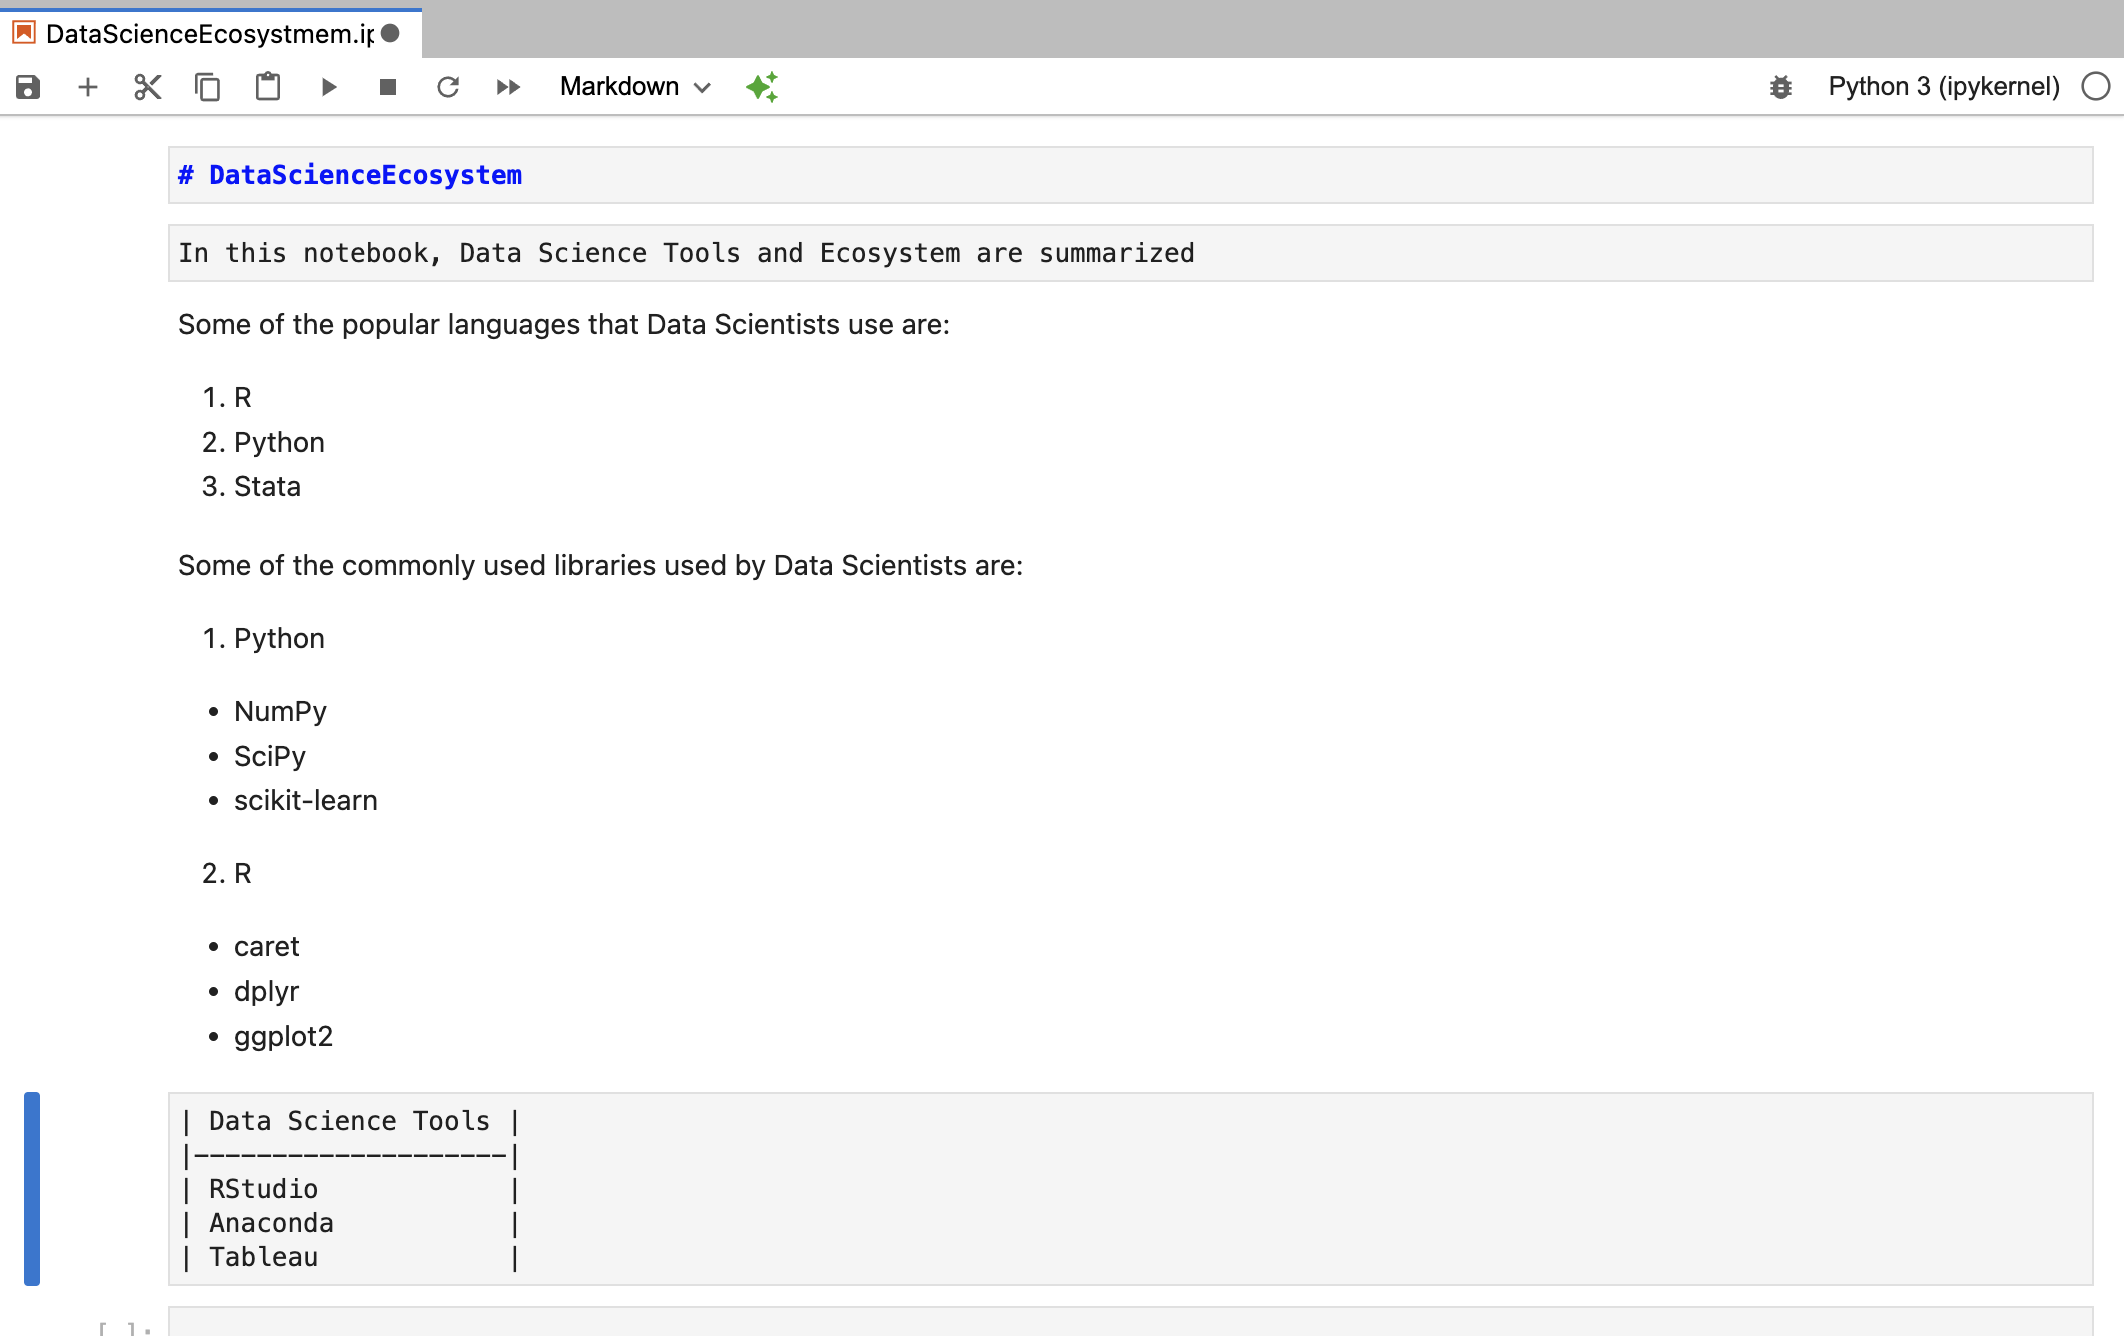 DataScienceEcosystmem.ip
Markdown
Python 3 (ipykernel)
# DataScienceEcosystem
In this notebook, Data Science Tools and Ecosystem are summarized
Some of the popular languages that Data Scientists use are:
1. R
2. Python
3. Stata
Some of the commonly used libraries used by Data Scientists are:
1. Python
• NumPy
• SciPy
• scikit-learn
2. R
• caret
• dplyr
• ggplot2
| Data Science Tools |
|--------------------|
| RStudio            |
| Anaconda           |
| Tableau            |
[ ]: